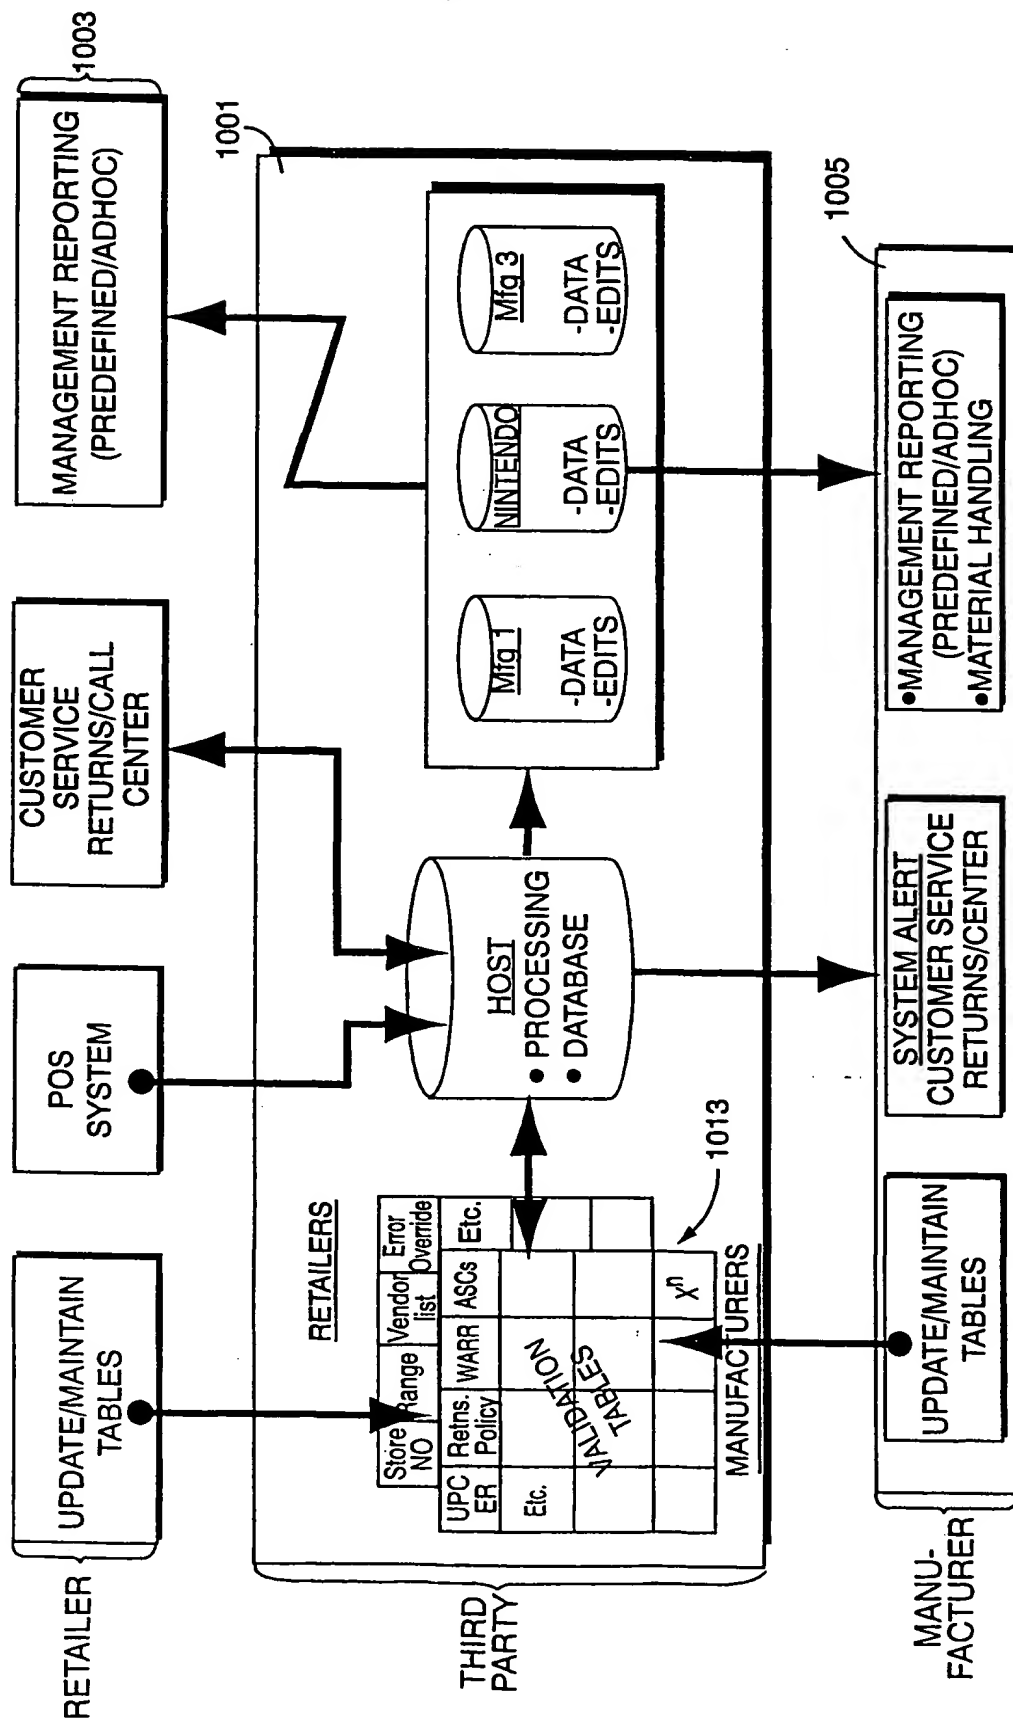 RETAILER
UPDATE/MAINTAIN
TABLES
POS
SYSTEM
CUSTOMER
SERVICE
RETURNS/CALL
CENTER
MANAGEMENT REPORTING
(PREDEFINED/ADHOC)
1003
THIRD
PARTY
1001
RETAILERS
Store
NO
Range
Vendor
list
Error
Override
UPC
ER
Retns.
Policy
WARR
ASCs
Etc.
Etc.
VALIDATION
TABLES
Xⁿ
MANUFACTURERS
1013
HOST
• PROCESSING
• DATABASE
Mfg 1
-DATA
-EDITS
NINTENDO
-DATA
-EDITS
Mfg 3
-DATA
-EDITS
MANU-
FACTURER
UPDATE/MAINTAIN
TABLES
SYSTEM ALERT
CUSTOMER SERVICE
RETURNS/CENTER
•MANAGEMENT REPORTING
(PREDEFINED/ADHOC)
•MATERIAL HANDLING
1005